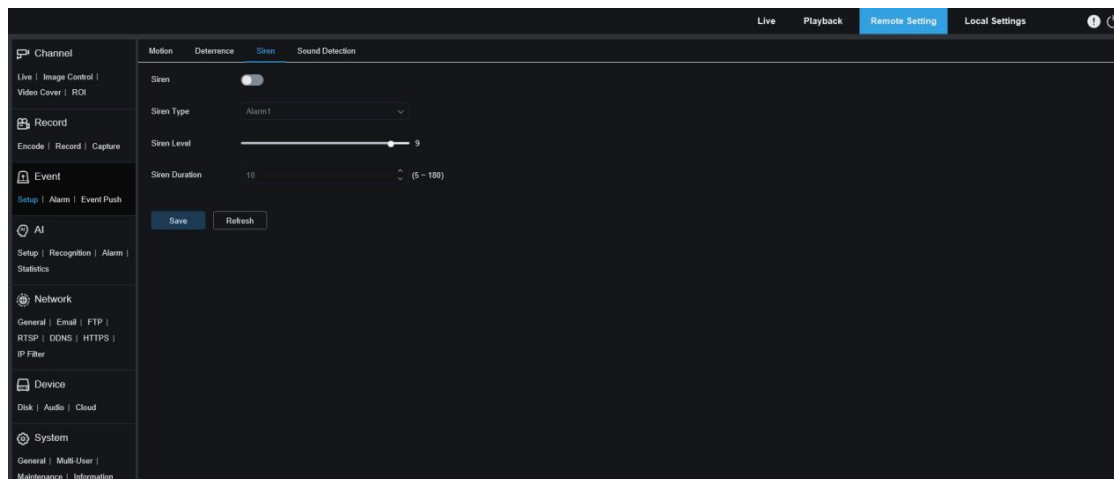 Live Playback Remote Setting Local Settings
Channel
Live | Image Control |
Video Cover | ROI
Record
Encode | Record | Capture
Event
Setup | Alarm | Event Push
AI
Setup | Recognition | Alarm |
Statistics
Network
General | Email | FTP |
RTSP | DDNS | HTTPS |
IP Filter
Device
Disk | Audio | Cloud
System
General | Multi-User |
Maintenance | Information
Motion Deterrence Siren Sound Detection
Siren
Siren Type Alarm1
Siren Level 9
Siren Duration 10 (5 ~ 180)
Save Refresh